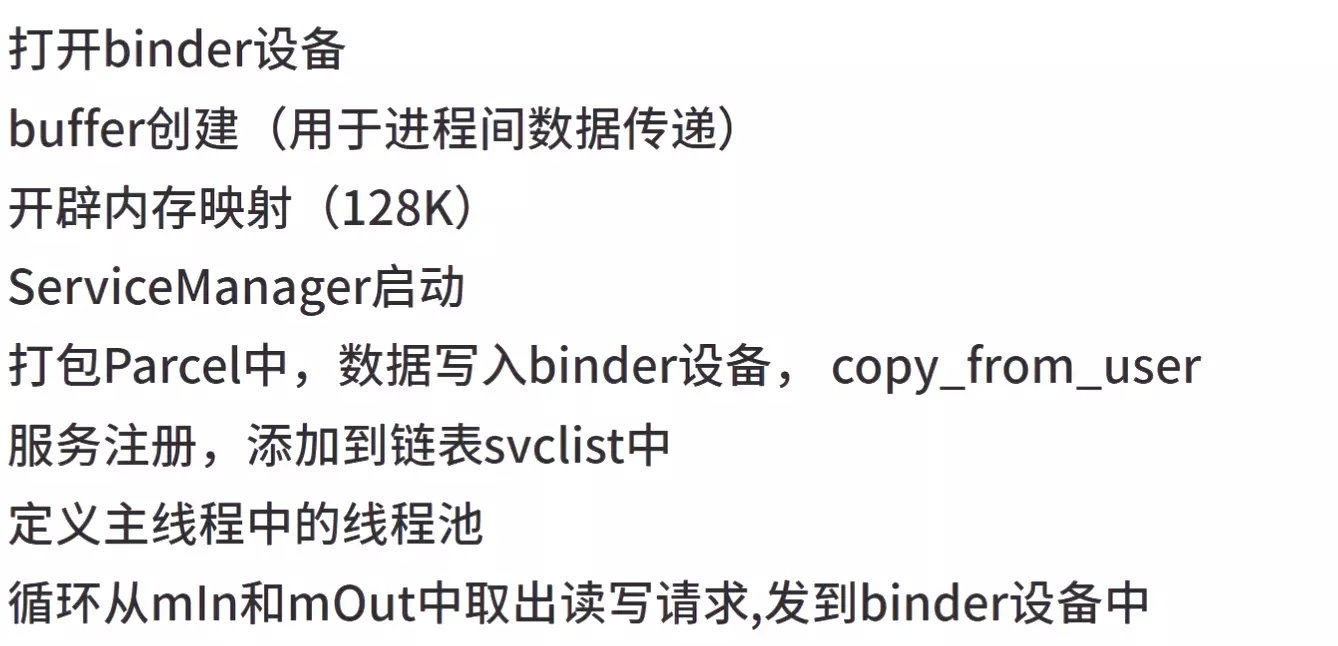 打开binder设备
buffer创建（用于进程间数据传递）
开辟内存映射（128K）
ServiceManager启动
打包Parcel中，数据写入binder设备， copy_from_user
服务注册，添加到链表svclist中
定义主线程中的线程池
循环从mIn和mOut中取出读写请求,发到binder设备中